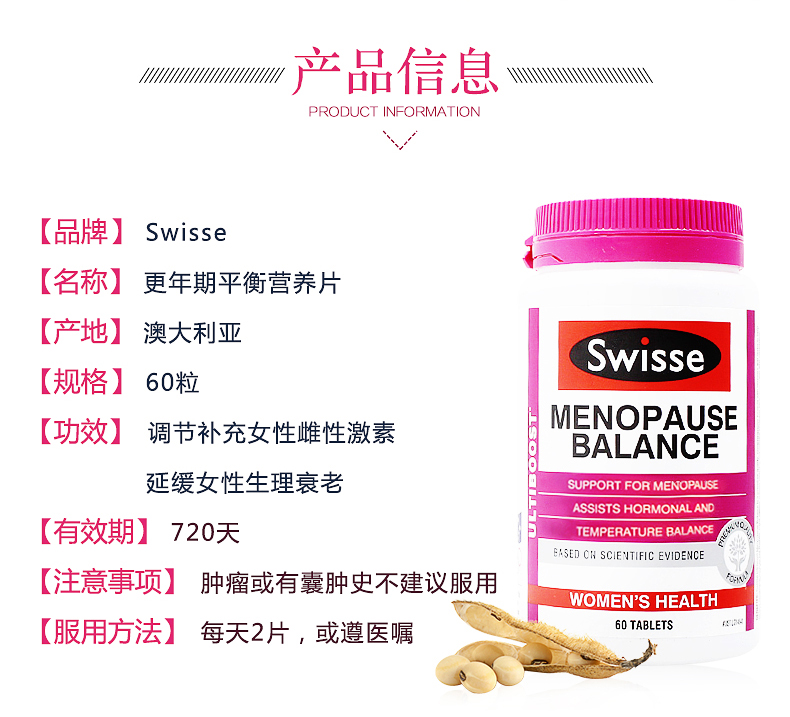 产品信息
PRODUCT INFORMATION
【品牌】 Swisse
【名称】 更年期平衡营养片
【产地】 澳大利亚
【规格】 60粒
【功效】 调节补充女性雌性激素
延缓女性生理衰老
【有效期】 720天
【注意事项】 肿瘤或有囊肿史不建议服用
【服用方法】 每天2片，或遵医嘱
Swisse
ULTIBOOST
MENOPAUSE
BALANCE
SUPPORT FOR MENOPAUSE
ASSISTS HORMONAL AND
TEMPERATURE BALANCE
BASED ON SCIENTIFIC EVIDENCE
PREMIUM QUALITY
FORMULA
WOMEN'S HEALTH
60 TABLETS